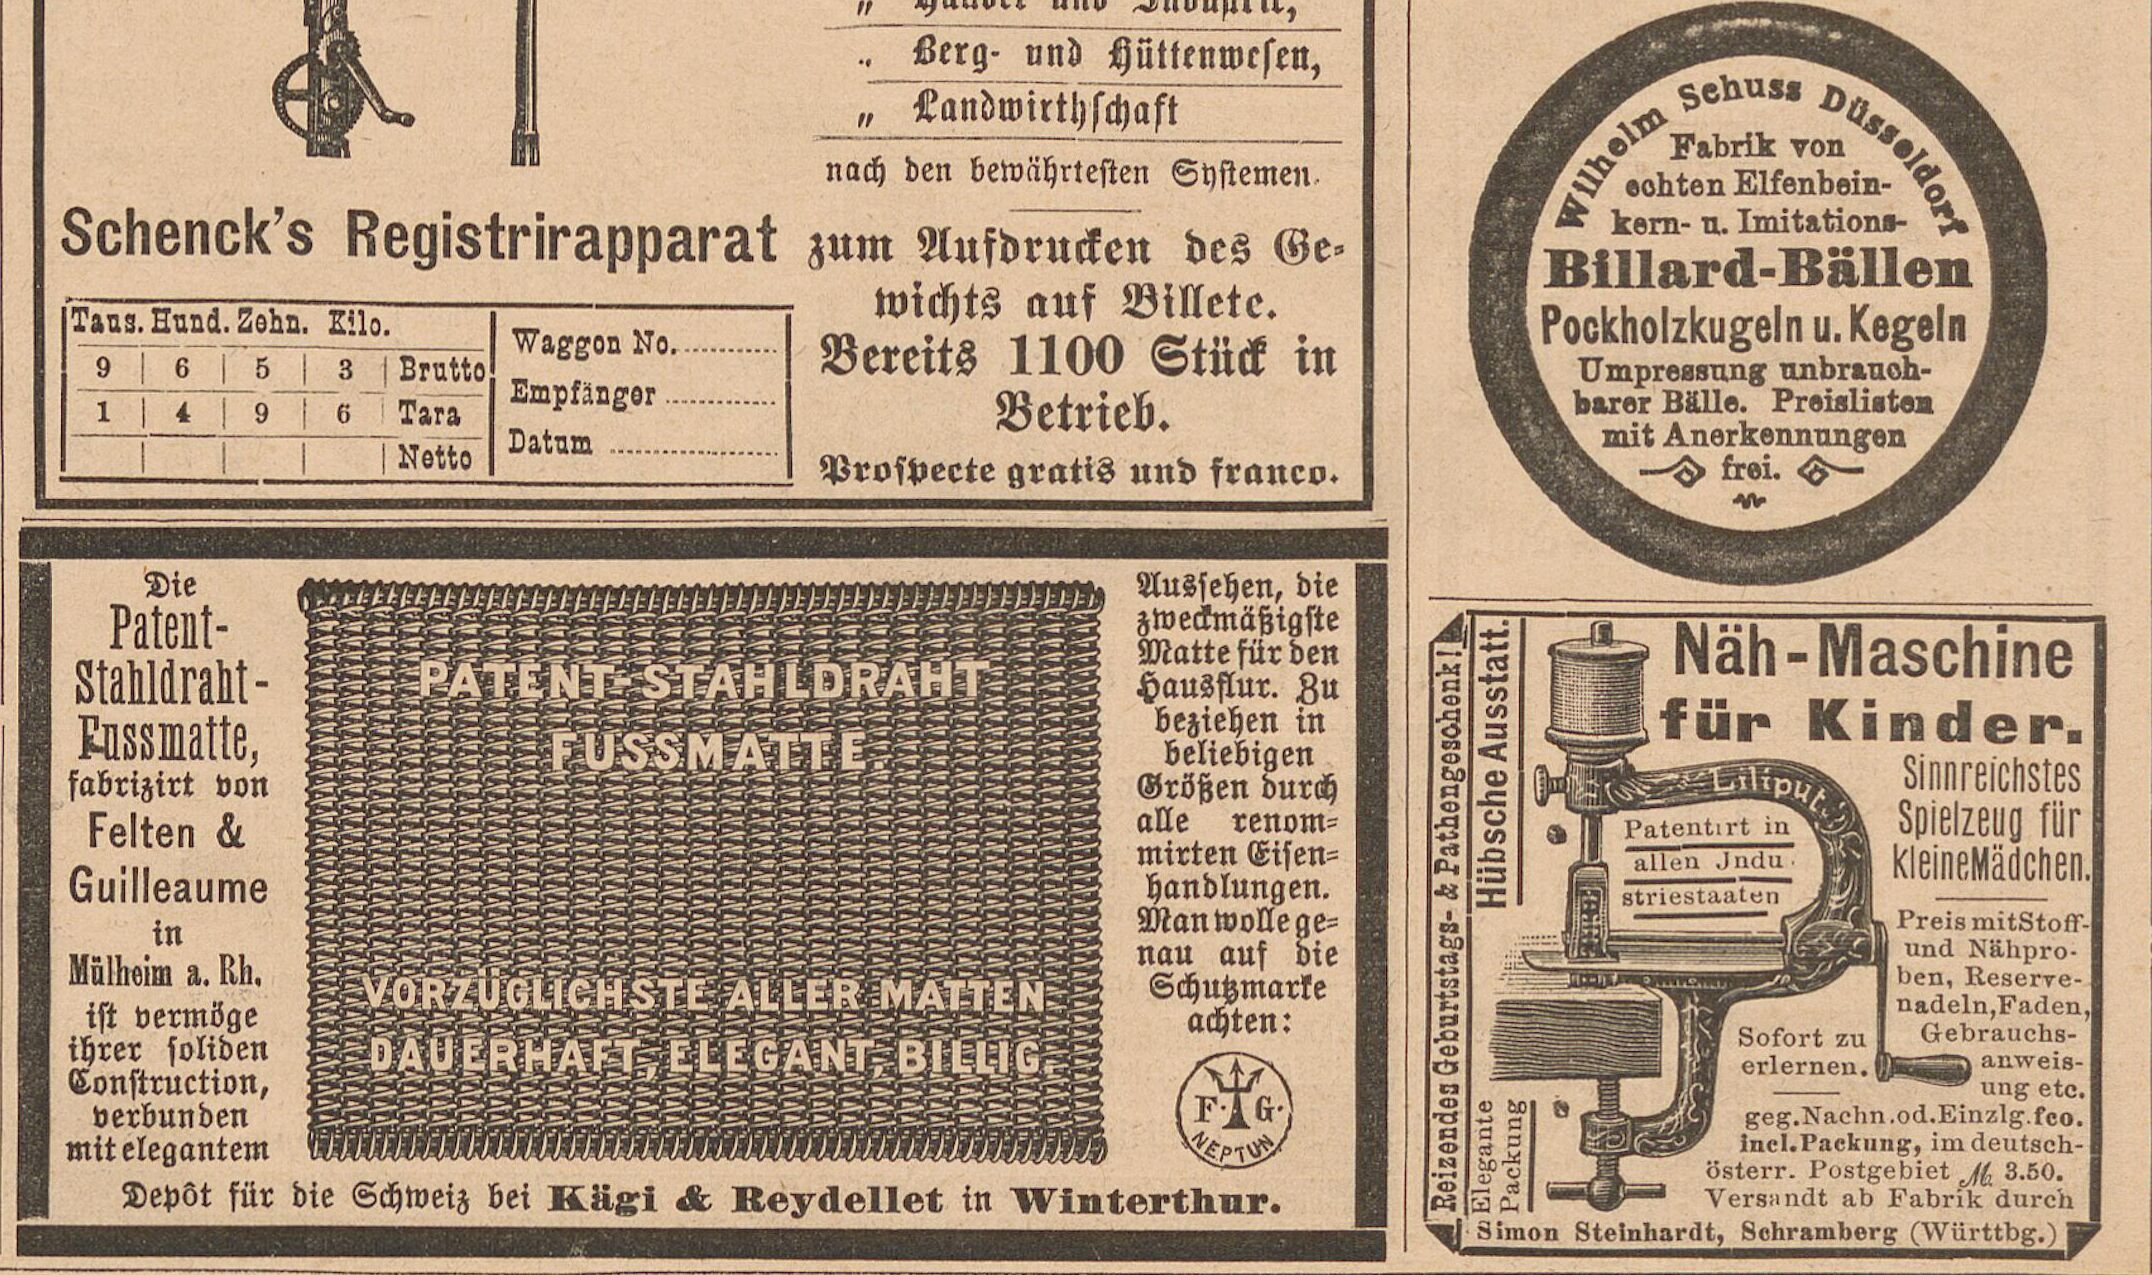 „ Handel und Industrie,
„ Berg- und Hüttenwesen,
„ Landwirthschaft
nach den bewährtesten Systemen.
Schenck's Registrirapparat
zum Aufdrucken des Ge-
wichts auf Billete.
Bereits 1100 Stück in
Betrieb.
Prospecte gratis und franco.
Taus. Hund. Zehn. Kilo.
9 | 6 | 5 | 3 | Brutto
1 | 4 | 9 | 6 | Tara
Netto
Waggon No.
Empfänger
Datum
Die
Patent-
Stahldraht-
Fussmatte,
fabrizirt von
Felten &
Guilleaume
in
Mülheim a. Rh.
ist vermöge
ihrer soliden
Construction,
verbunden
mit elegantem
PATENT-STAHLDRAHT
FUSSMATTE.
VORZÜGLICHSTE ALLER MATTEN
DAUERHAFT, ELEGANT, BILLIG.
Aussehen, die
zweckmäßigste
Matte für den
Hausflur. Zu
beziehen in
beliebigen
Größen durch
alle renom-
mirten Eisen-
handlungen.
Man wolle ge-
nau auf die
Schutzmarke
achten:
F. G.
NEPTUN
Depôt für die Schweiz bei Kägi & Reydellet in Winterthur.
Wilhelm Schuss Düsseldorf
Fabrik von
echten Elfenbein-
kern- u. Imitations-
Billard-Bällen
Pockholzkugeln u. Kegeln
Umpressung unbrauch-
barer Bälle. Preislisten
mit Anerkennungen
frei.
Reizendes Geburtstags- & Pathengeschenk!
Hübsche Ausstatt.
Elegante
Packung
Näh-Maschine
für Kinder.
Liliput
Sinnreichstes
Spielzeug für
kleine Mädchen.
Patentirt in
allen Jndu
striestaaten
Preis mit Stoff-
und Nähpro-
ben, Reserve-
nadeln, Faden,
Gebrauchs-
anweis-
ung etc.
Sofort zu
erlernen.
geg. Nachn. od. Einzlg. fco.
incl. Packung, im deutsch-
österr. Postgebiet M. 3.50.
Versandt ab Fabrik durch
Simon Steinhardt, Schramberg (Württbg.)